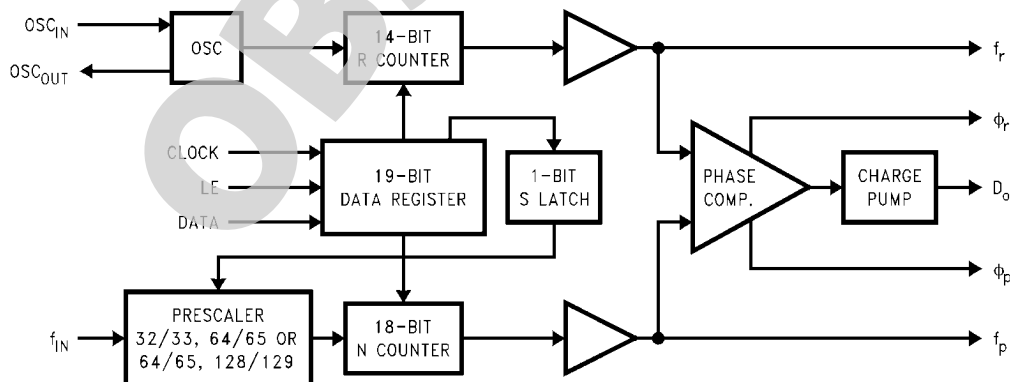 OSC_IN
OSC_OUT
OSC
14-BIT
R COUNTER
f_r
ϕ_r
CLOCK
LE
DATA
19-BIT
DATA REGISTER
1-BIT
S LATCH
PHASE
COMP.
CHARGE
PUMP
D_o
ϕ_p
f_IN
PRESCALER
32/33, 64/65 OR
64/65, 128/129
18-BIT
N COUNTER
f_p